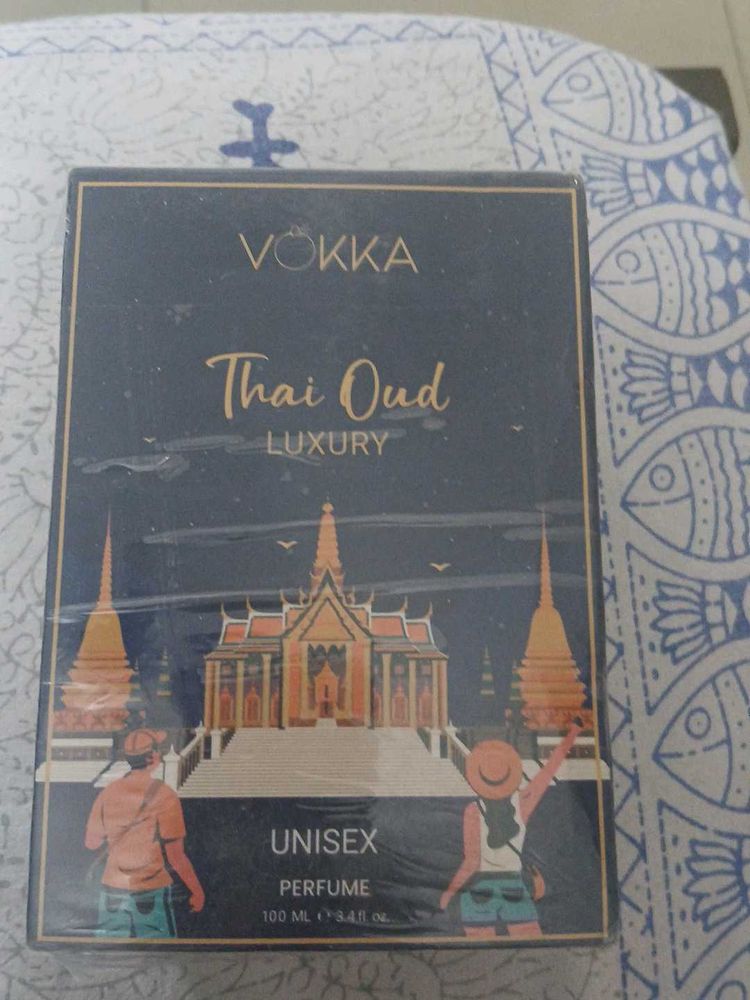 VOKKA
Thai Oud
LUXURY
UNISEX
PERFUME
100 ML ℮ 3.4 fl. oz.